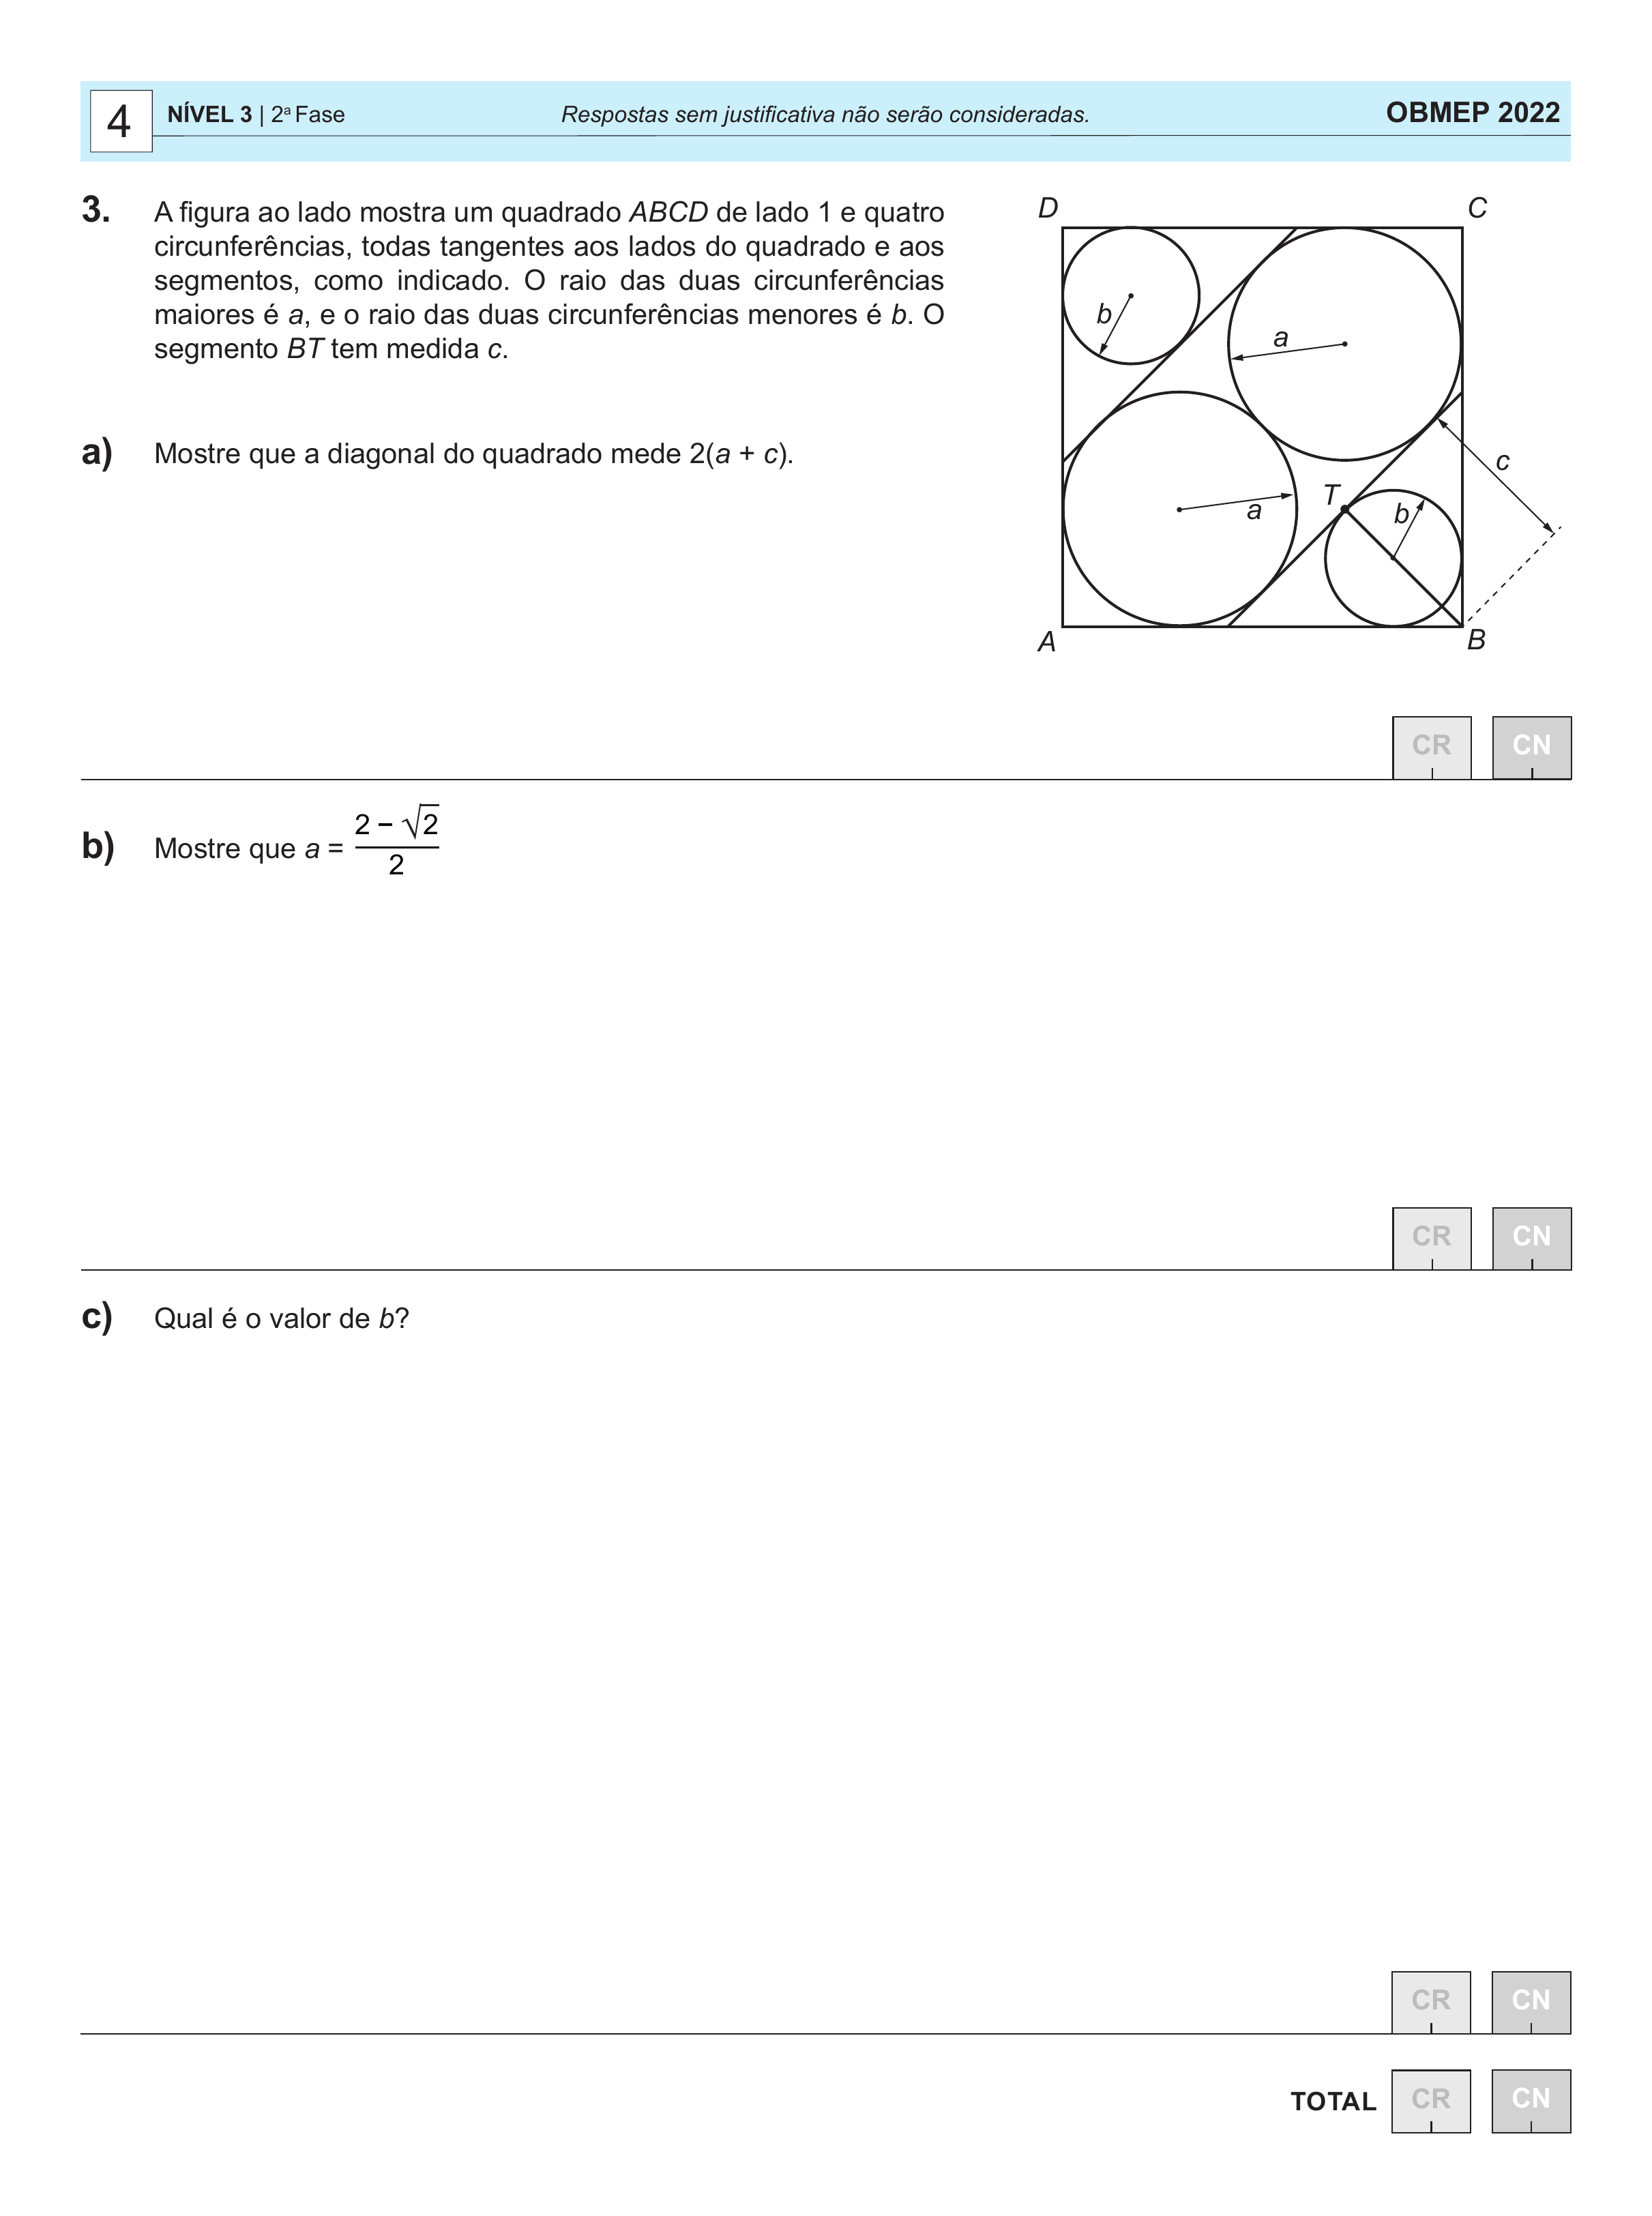 4 NÍVEL 3 | 2ª Fase Respostas sem justificativa não serão consideradas. OBMEP 2022
3. A figura ao lado mostra um quadrado ABCD de lado 1 e quatro
circunferências, todas tangentes aos lados do quadrado e aos
segmentos, como indicado. O raio das duas circunferências
maiores é a, e o raio das duas circunferências menores é b. O
segmento BT tem medida c.
D
C
b
a
a
T
b
c
A
B
a) Mostre que a diagonal do quadrado mede 2(a + c).
CR CN
b) Mostre que a = (2 − √2)/2
CR CN
c) Qual é o valor de b?
CR CN
TOTAL CR CN